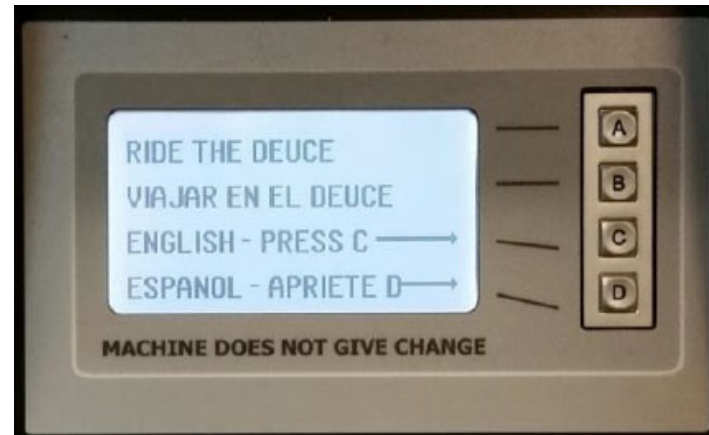 RIDE THE DEUCE
VIAJAR EN EL DEUCE
ENGLISH - PRESS C
ESPANOL - APRIETE D
MACHINE DOES NOT GIVE CHANGE
A
B
C
D